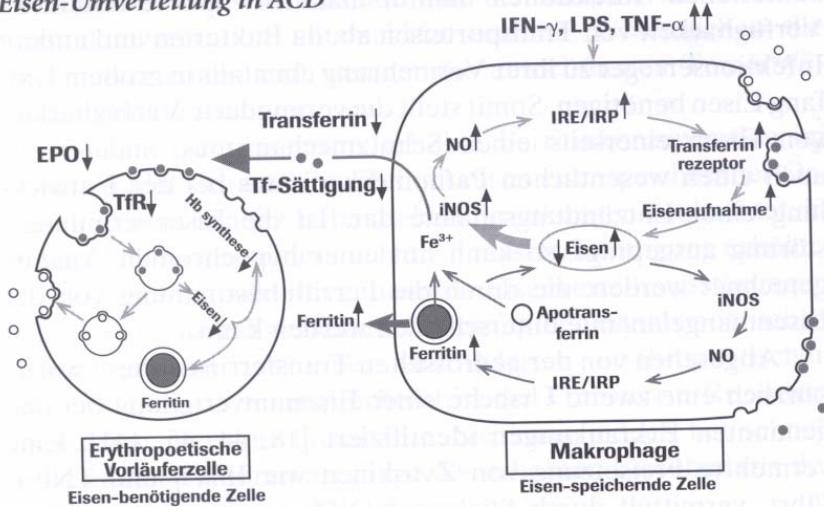 Eisen-Umverteilung in ACD
IFN-γ, LPS, TNF-α ↑↑
Transferrin ↓
EPO ↓
Tf-Sättigung ↓
TfR ↓
Hb synthese
Eisen
Ferritin
NO ↑
IRE/IRP ↑
Transferrin ↑
rezeptor
Eisenaufnahme ↑
iNOS ↑
Fe³⁺
↓ Eisen ↑
iNOS
Apotrans-
ferrin
Ferritin ↑
Ferritin ↑
NO
IRE/IRP
Erythropoetische
Vorläuferzelle
Eisen-benötigende Zelle
Makrophage
Eisen-speichernde Zelle